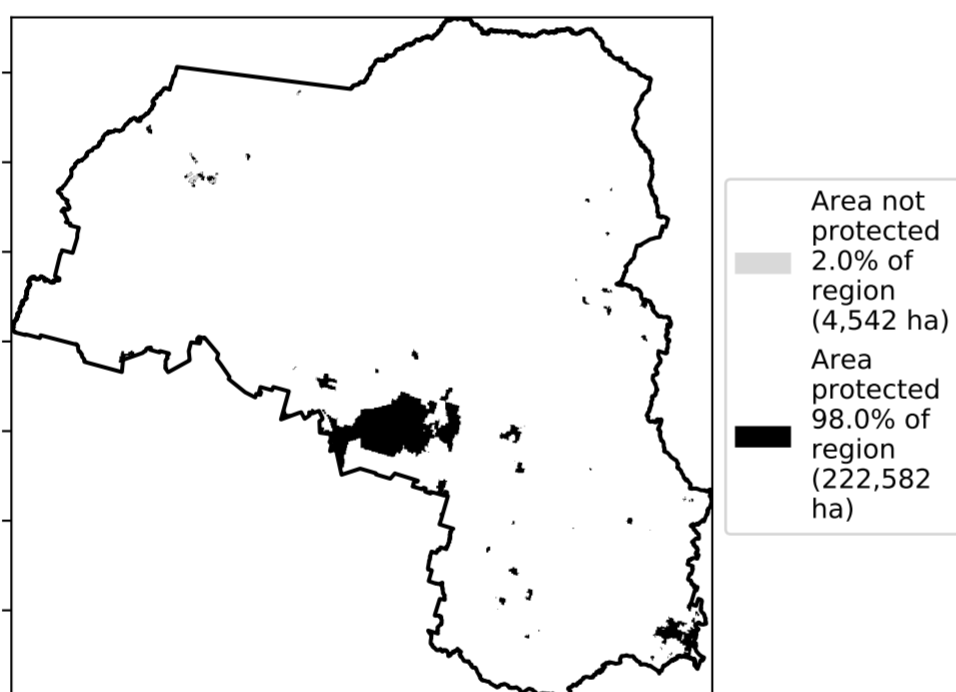 Area not
protected
2.0% of
region
(4,542 ha)
Area
protected
98.0% of
region
(222,582
ha)